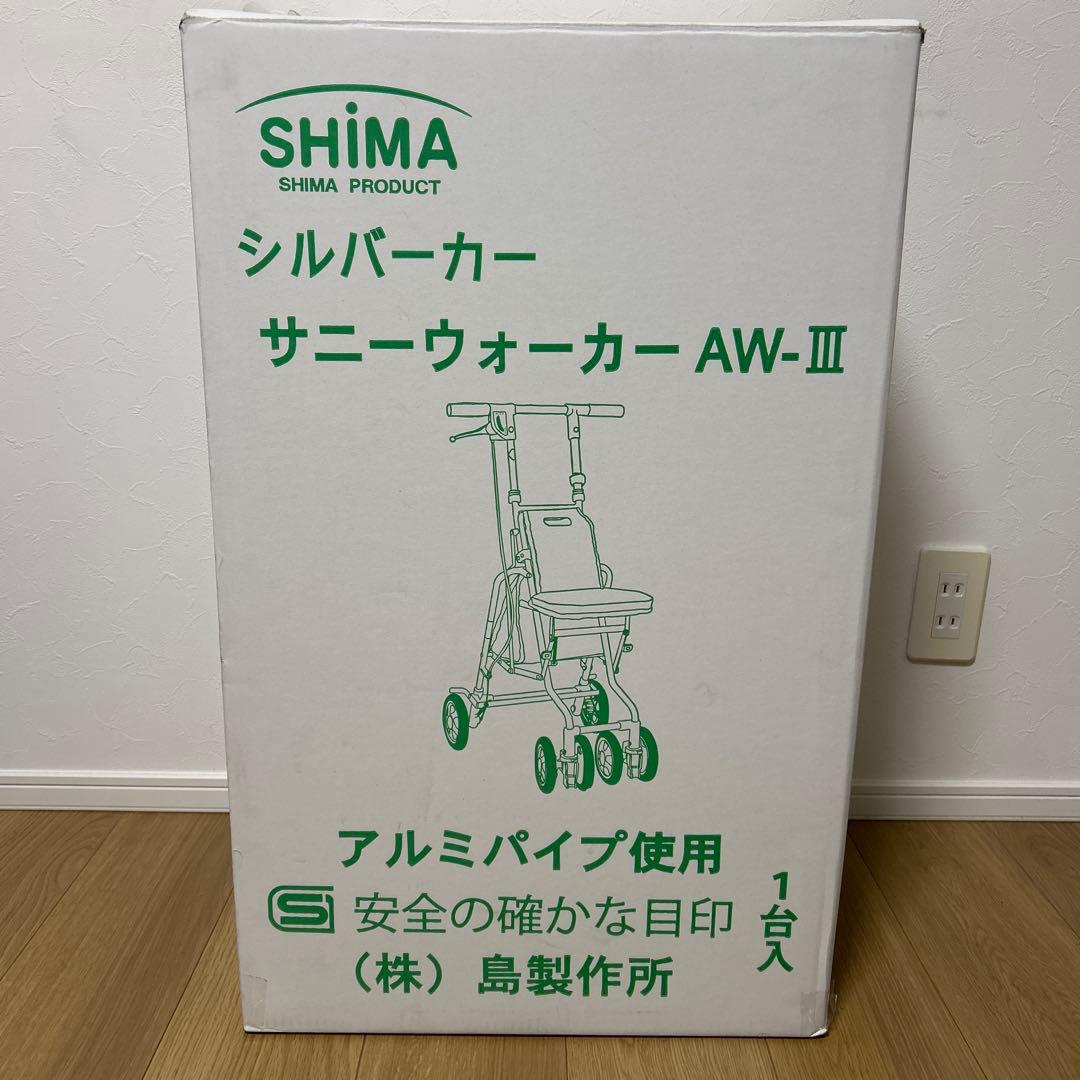 SHiMA
SHIMA PRODUCT
シルバーカー
サニーウォーカー AW-Ⅲ
アルミパイプ使用
SG 安全の確かな目印
(株) 島製作所
1台入